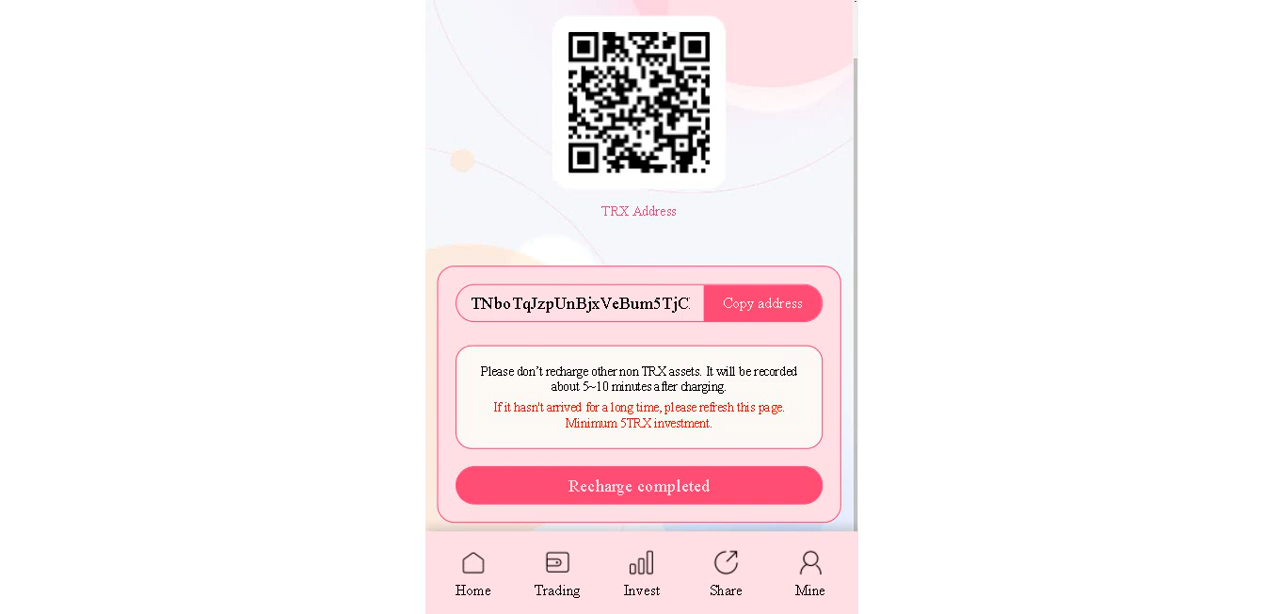 TRX Address
Copy address
Please don't recharge other non TRX assets. It will be recorded
about 5~10 minutes after charging.
If it hasn't arrived for a long time, please refresh this page.
Minimum 5TRX investment.
Recharge completed
Home
Trading
Invest
Share
Mine